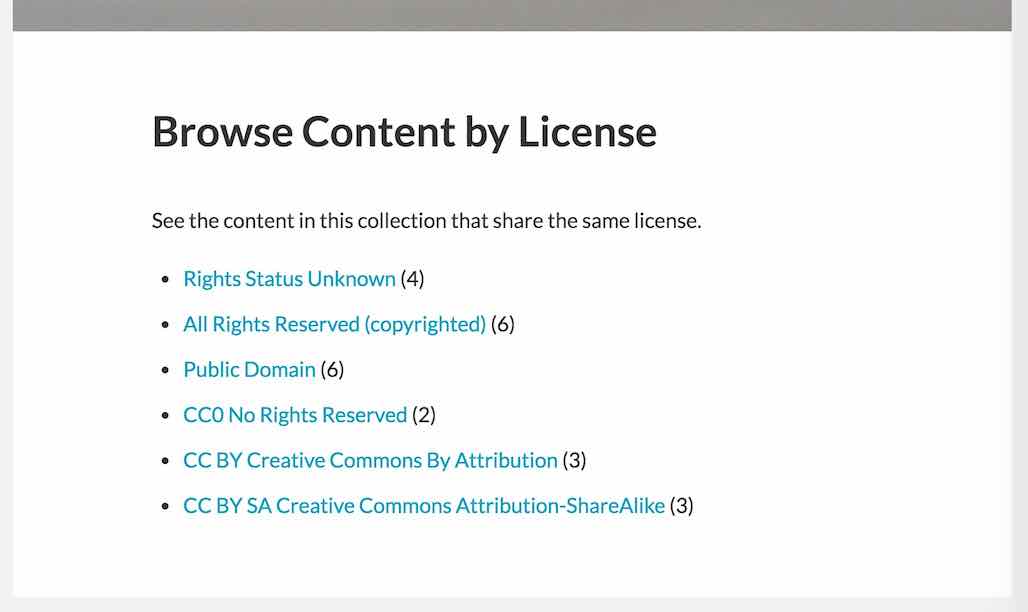 Browse Content by License
See the content in this collection that share the same license.
Rights Status Unknown (4)
All Rights Reserved (copyrighted) (6)
Public Domain (6)
CC0 No Rights Reserved (2)
CC BY Creative Commons By Attribution (3)
CC BY SA Creative Commons Attribution-ShareAlike (3)